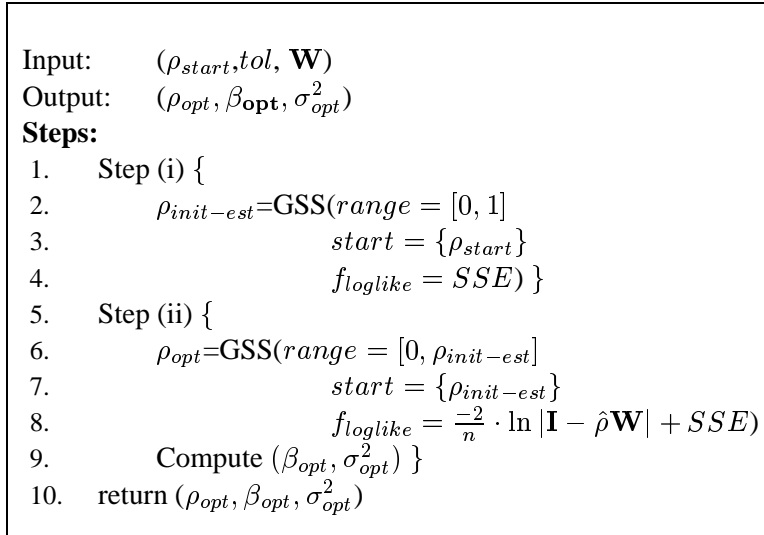 Input: (ρ_start,tol, W)
Output: (ρ_opt, β_opt, σ²_opt)
Steps:
1. Step (i) {
2. ρ_init−est=GSS(range = [0, 1]
3. start = {ρ_start}
4. f_loglike = SSE) }
5. Step (ii) {
6. ρ_opt=GSS(range = [0, ρ_init−est]
7. start = {ρ_init−est}
8. f_loglike = −2/n · ln |I − ρ̂W| + SSE)
9. Compute (β_opt, σ²_opt) }
10. return (ρ_opt, β_opt, σ²_opt)